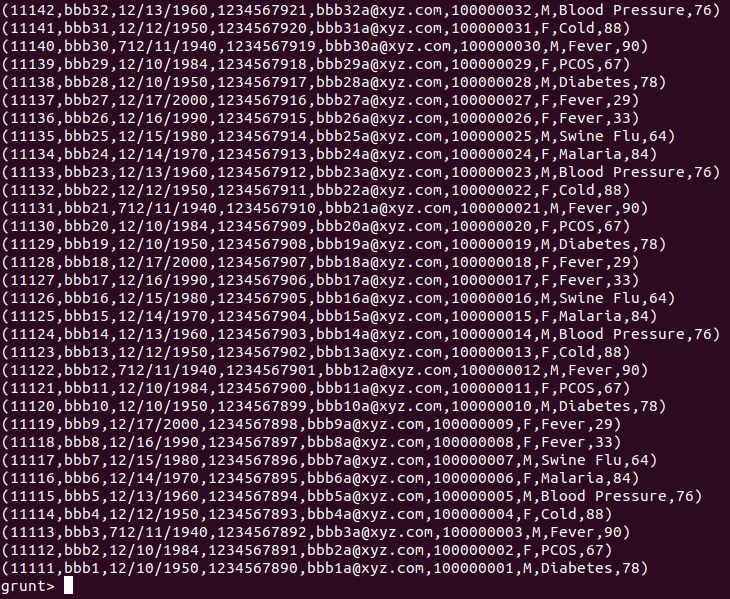 (11142,bbb32,12/13/1960,1234567921,bbb32a@xyz.com,100000032,M,Blood Pressure,76)
(11141,bbb31,12/12/1950,1234567920,bbb31a@xyz.com,100000031,F,Cold,88)
(11140,bbb30,712/11/1940,1234567919,bbb30a@xyz.com,100000030,M,Fever,90)
(11139,bbb29,12/10/1984,1234567918,bbb29a@xyz.com,100000029,F,PCOS,67)
(11138,bbb28,12/10/1950,1234567917,bbb28a@xyz.com,100000028,M,Diabetes,78)
(11137,bbb27,12/17/2000,1234567916,bbb27a@xyz.com,100000027,F,Fever,29)
(11136,bbb26,12/16/1990,1234567915,bbb26a@xyz.com,100000026,F,Fever,33)
(11135,bbb25,12/15/1980,1234567914,bbb25a@xyz.com,100000025,M,Swine Flu,64)
(11134,bbb24,12/14/1970,1234567913,bbb24a@xyz.com,100000024,F,Malaria,84)
(11133,bbb23,12/13/1960,1234567912,bbb23a@xyz.com,100000023,M,Blood Pressure,76)
(11132,bbb22,12/12/1950,1234567911,bbb22a@xyz.com,100000022,F,Cold,88)
(11131,bbb21,712/11/1940,1234567910,bbb21a@xyz.com,100000021,M,Fever,90)
(11130,bbb20,12/10/1984,1234567909,bbb20a@xyz.com,100000020,F,PCOS,67)
(11129,bbb19,12/10/1950,1234567908,bbb19a@xyz.com,100000019,M,Diabetes,78)
(11128,bbb18,12/17/2000,1234567907,bbb18a@xyz.com,100000018,F,Fever,29)
(11127,bbb17,12/16/1990,1234567906,bbb17a@xyz.com,100000017,F,Fever,33)
(11126,bbb16,12/15/1980,1234567905,bbb16a@xyz.com,100000016,M,Swine Flu,64)
(11125,bbb15,12/14/1970,1234567904,bbb15a@xyz.com,100000015,F,Malaria,84)
(11124,bbb14,12/13/1960,1234567903,bbb14a@xyz.com,100000014,M,Blood Pressure,76)
(11123,bbb13,12/12/1950,1234567902,bbb13a@xyz.com,100000013,F,Cold,88)
(11122,bbb12,712/11/1940,1234567901,bbb12a@xyz.com,100000012,M,Fever,90)
(11121,bbb11,12/10/1984,1234567900,bbb11a@xyz.com,100000011,F,PCOS,67)
(11120,bbb10,12/10/1950,1234567899,bbb10a@xyz.com,100000010,M,Diabetes,78)
(11119,bbb9,12/17/2000,1234567898,bbb9a@xyz.com,100000009,F,Fever,29)
(11118,bbb8,12/16/1990,1234567897,bbb8a@xyz.com,100000008,F,Fever,33)
(11117,bbb7,12/15/1980,1234567896,bbb7a@xyz.com,100000007,M,Swine Flu,64)
(11116,bbb6,12/14/1970,1234567895,bbb6a@xyz.com,100000006,F,Malaria,84)
(11115,bbb5,12/13/1960,1234567894,bbb5a@xyz.com,100000005,M,Blood Pressure,76)
(11114,bbb4,12/12/1950,1234567893,bbb4a@xyz.com,100000004,F,Cold,88)
(11113,bbb3,712/11/1940,1234567892,bbb3a@xyz.com,100000003,M,Fever,90)
(11112,bbb2,12/10/1984,1234567891,bbb2a@xyz.com,100000002,F,PCOS,67)
(11111,bbb1,12/10/1950,1234567890,bbb1a@xyz.com,100000001,M,Diabetes,78)
grunt>